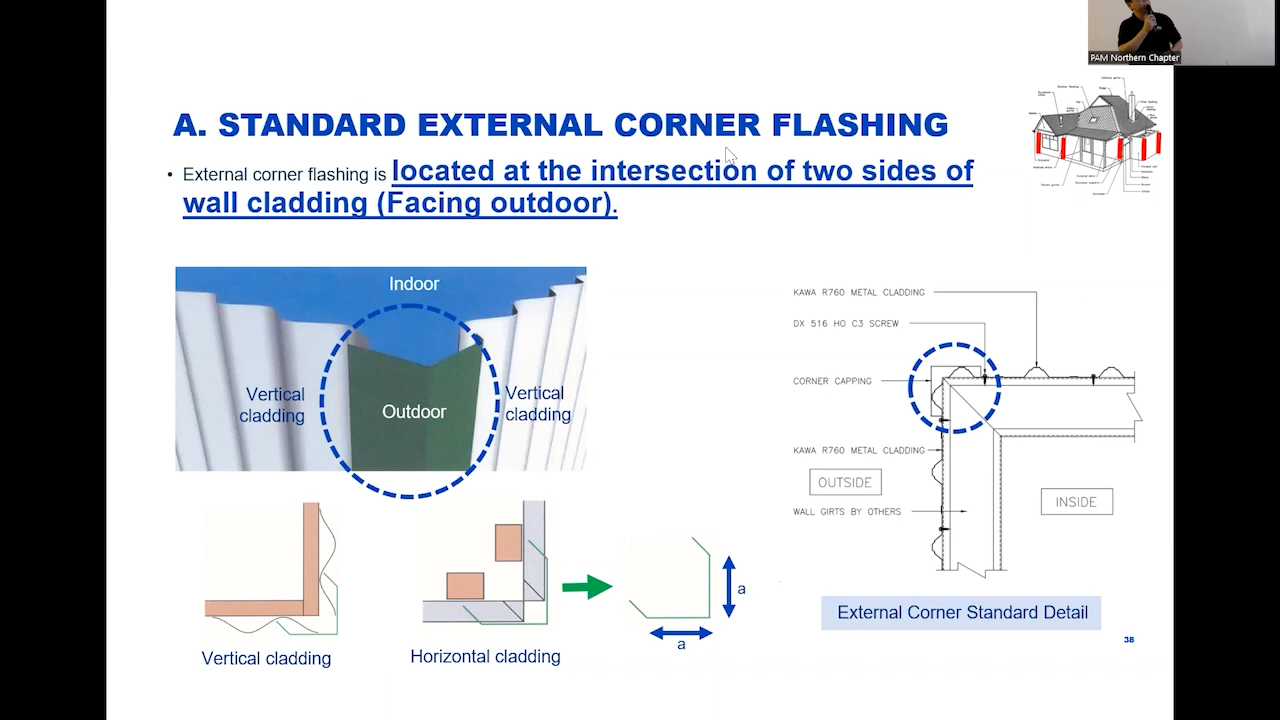 PAM Northern Chapter
A. STANDARD EXTERNAL CORNER FLASHING
• External corner flashing is located at the intersection of two sides of
wall cladding (Facing outdoor).
Indoor
Vertical
cladding
Outdoor
Vertical
cladding
KAWA R760 METAL CLADDING
DX 516 HO C3 SCREW
CORNER CAPPING
KAWA R760 METAL CLADDING
OUTSIDE
INSIDE
WALL GIRTS BY OTHERS
a
a
Vertical cladding
Horizontal cladding
External Corner Standard Detail
38